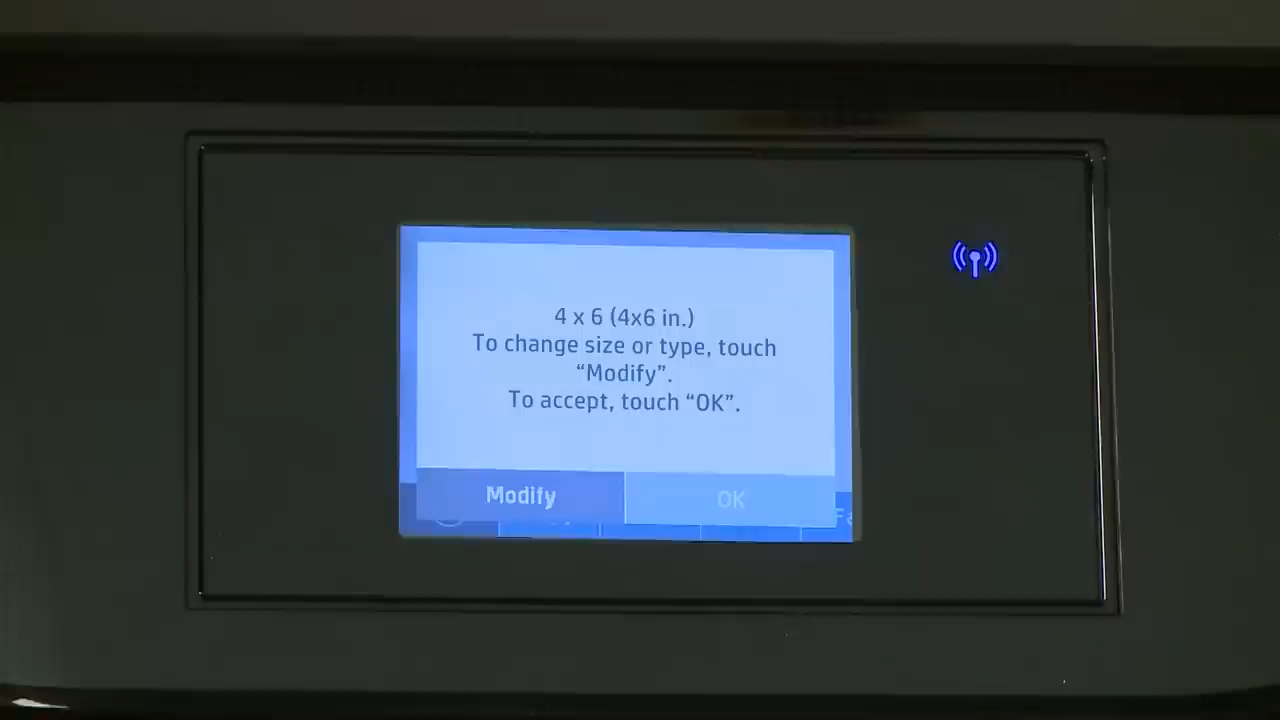 4 x 6 (4x6 in.)
To change size or type, touch
“Modify”.
To accept, touch “OK”.
Modify
OK